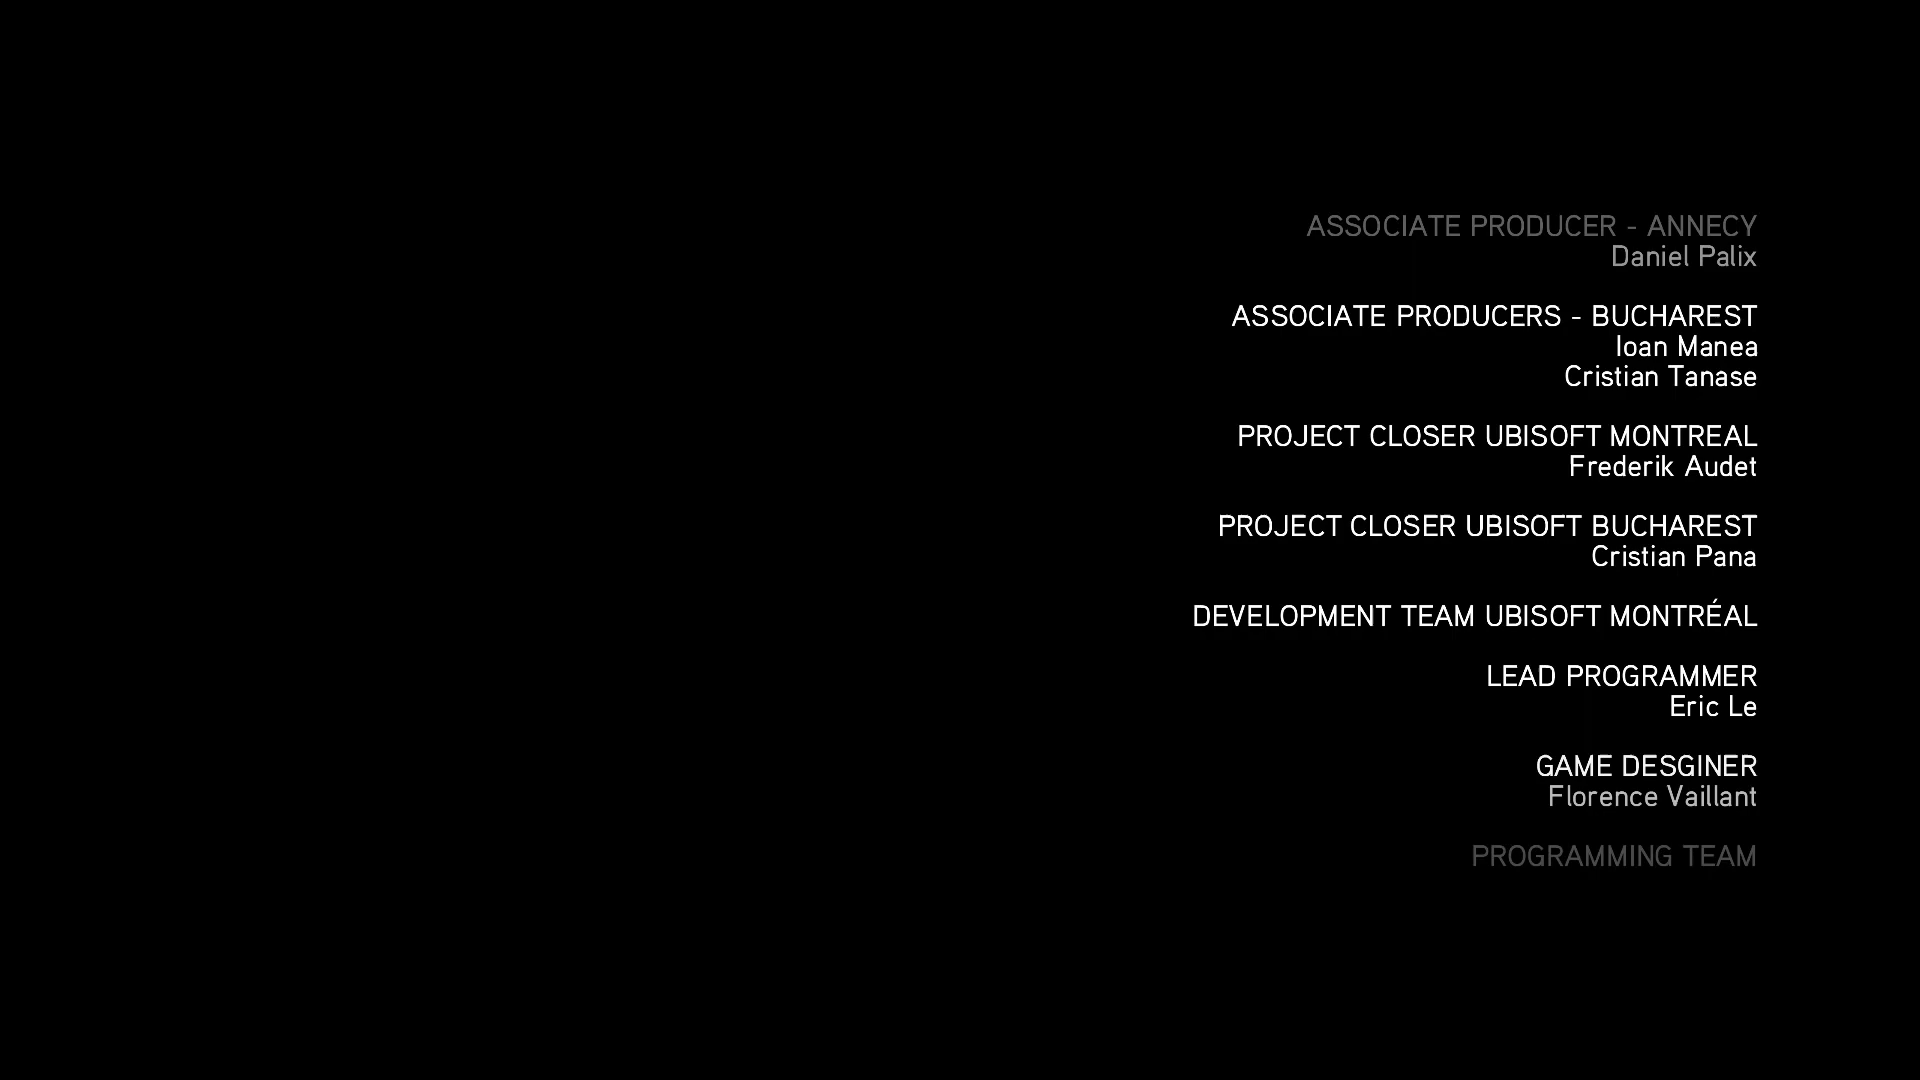 ASSOCIATE PRODUCER - ANNECY
Daniel Palix
ASSOCIATE PRODUCERS - BUCHAREST
Ioan Manea
Cristian Tanase
PROJECT CLOSER UBISOFT MONTREAL
Frederik Audet
PROJECT CLOSER UBISOFT BUCHAREST
Cristian Pana
DEVELOPMENT TEAM UBISOFT MONTRÉAL
LEAD PROGRAMMER
Eric Le
GAME DESGINER
Florence Vaillant
PROGRAMMING TEAM